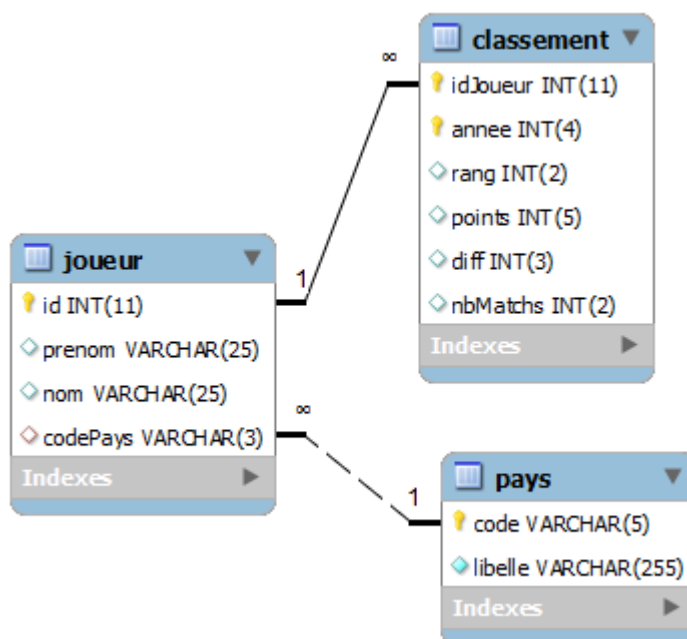 classement
idJoueur INT(11)
annee INT(4)
rang INT(2)
points INT(5)
diff INT(3)
nbMatchs INT(2)
Indexes
∞
1
joueur
id INT(11)
prenom VARCHAR(25)
nom VARCHAR(25)
codePays VARCHAR(3)
Indexes
∞
1
pays
code VARCHAR(5)
libelle VARCHAR(255)
Indexes